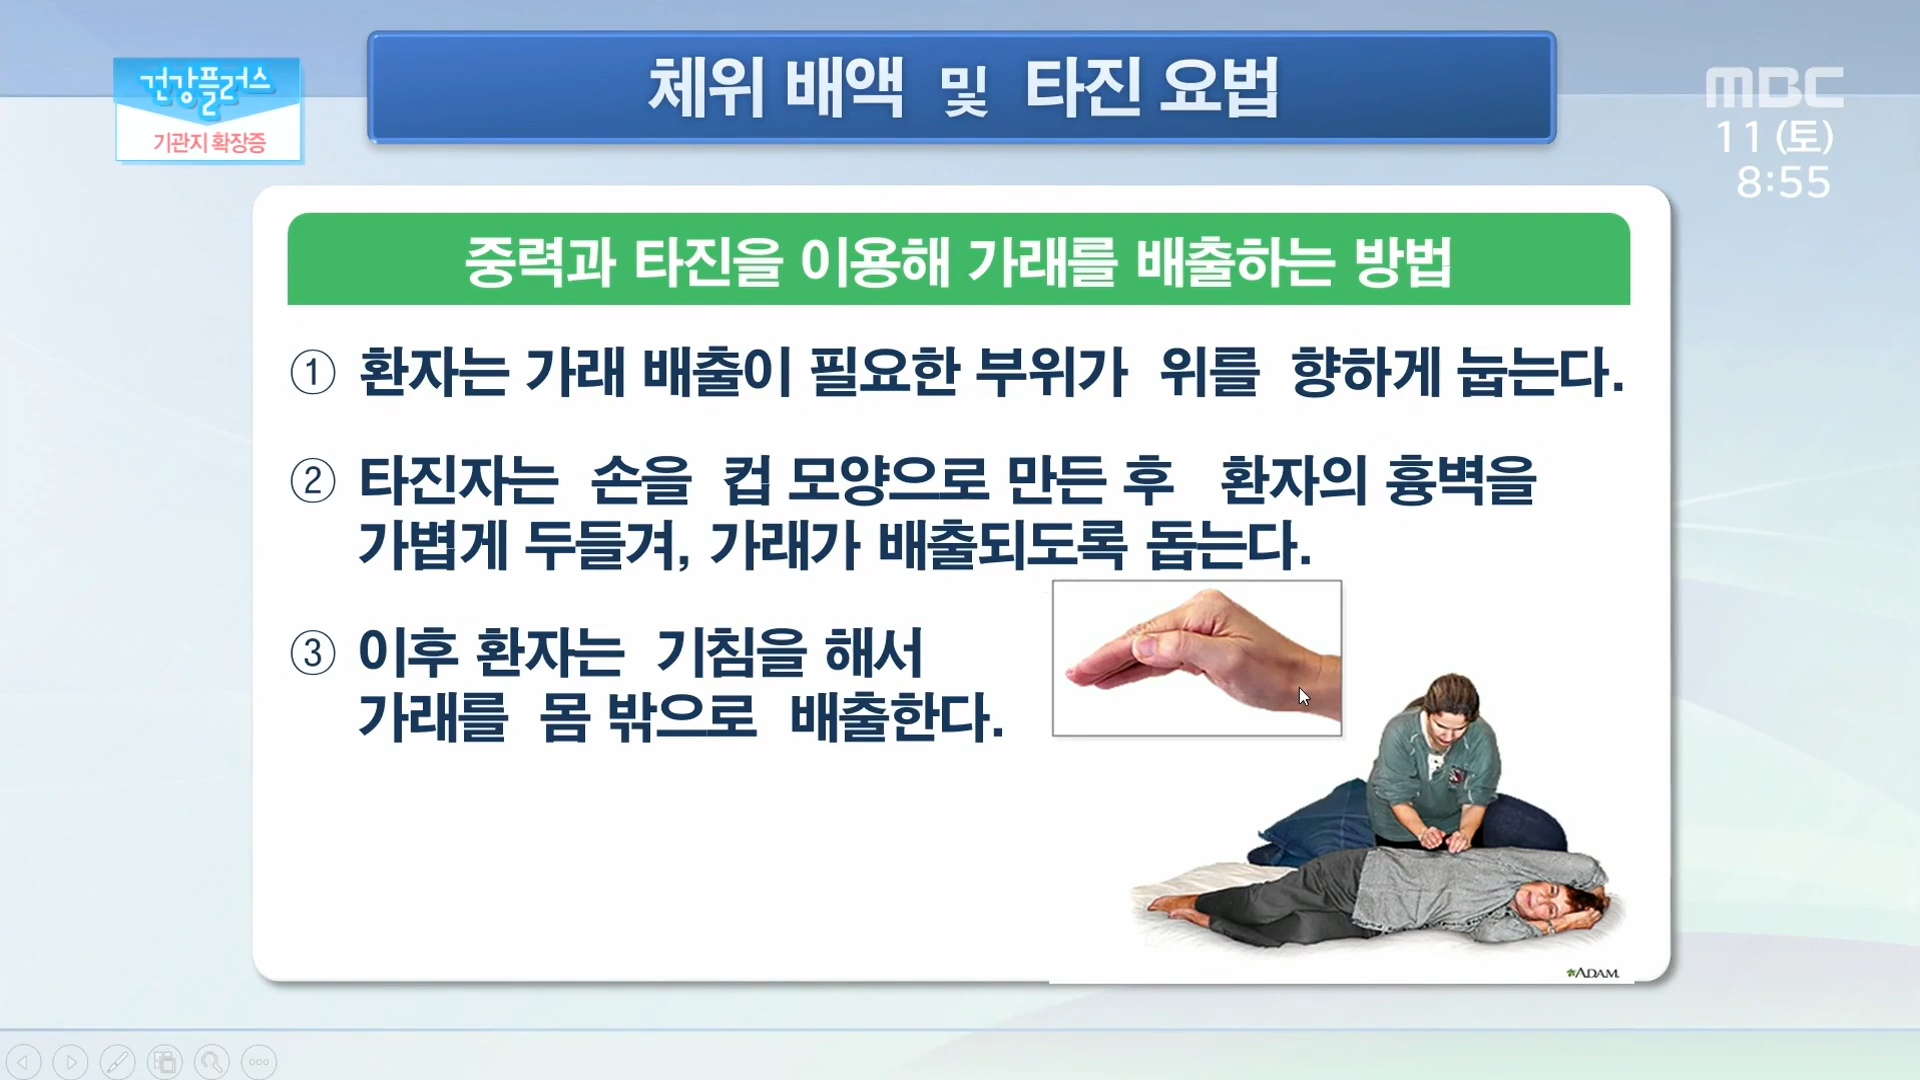 체위 배액 및 타진 요법
건강플러스
기관지 확장증
MBC
11 (토)
8:55
중력과 타진을 이용해 가래를 배출하는 방법
① 환자는 가래 배출이 필요한 부위가 위를 향하게 눕는다.
② 타진자는 손을 컵 모양으로 만든 후 환자의 흉벽을
가볍게 두들겨, 가래가 배출되도록 돕는다.
③ 이후 환자는 기침을 해서
가래를 몸 밖으로 배출한다.
ADAM